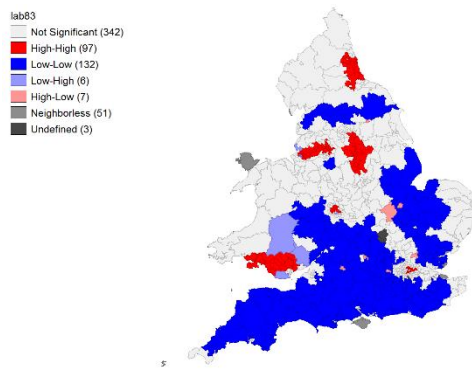 lab83
Not Significant (342)
High-High (97)
Low-Low (132)
Low-High (6)
High-Low (7)
Neighborless (51)
Undefined (3)